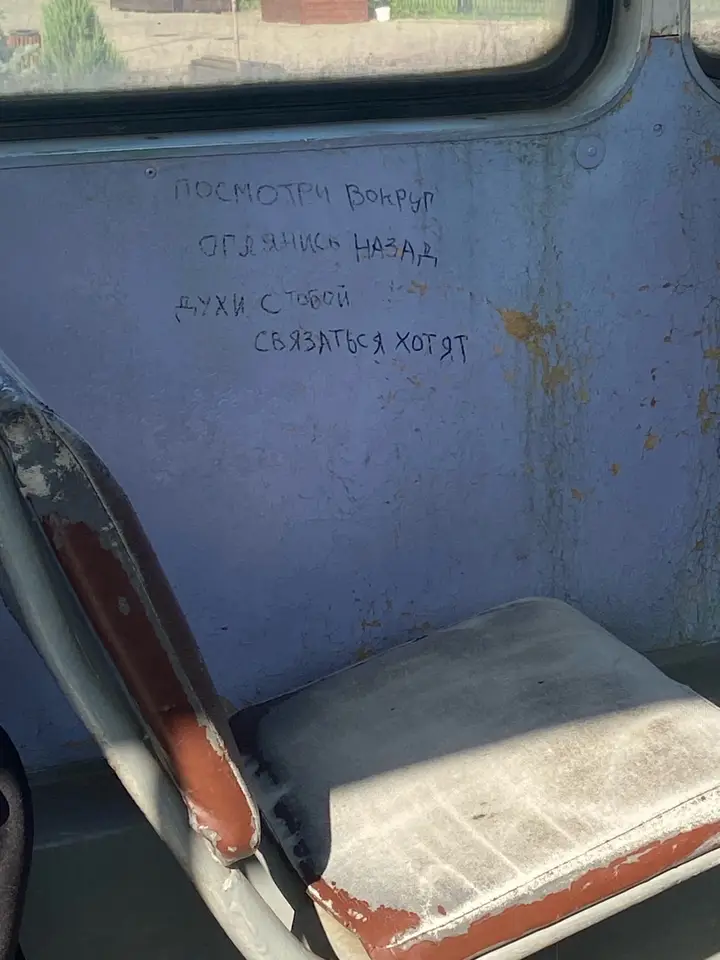 ПОСМОТРИ ВОКРУГ
ОГЛЯНИСЬ НАЗАД
ДУХИ С ТОБОЙ
СВЯЗАТЬСЯ ХОТЯТ